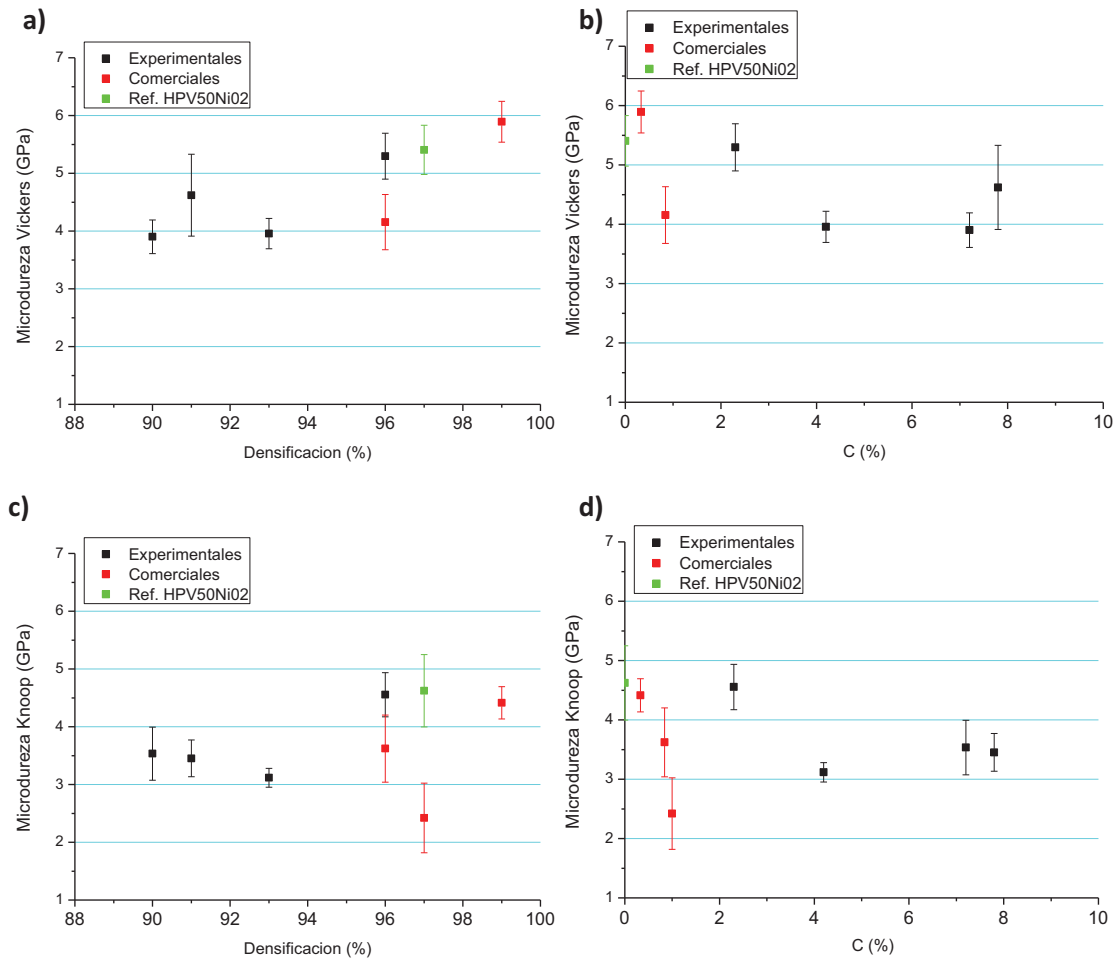 a)
Experimentales
Comerciales
Ref. HPV50Ni02
7
6
5
4
3
2
1
88 90 92 94 96 98 100
Microdureza Vickers (GPa)
Densificacion (%)
b)
Experimentales
Comerciales
Ref. HPV50Ni02
7
6
5
4
3
2
1
0 2 4 6 8 10
Microdureza Vickers (GPa)
C (%)
c)
Experimentales
Comerciales
Ref. HPV50Ni02
7
6
5
4
3
2
1
88 90 92 94 96 98 100
Microdureza Knoop (GPa)
Densificacion (%)
d)
Experimentales
Comerciales
Ref. HPV50Ni02
7
6
5
4
3
2
1
0 2 4 6 8 10
Microdureza Knoop (GPa)
C (%)